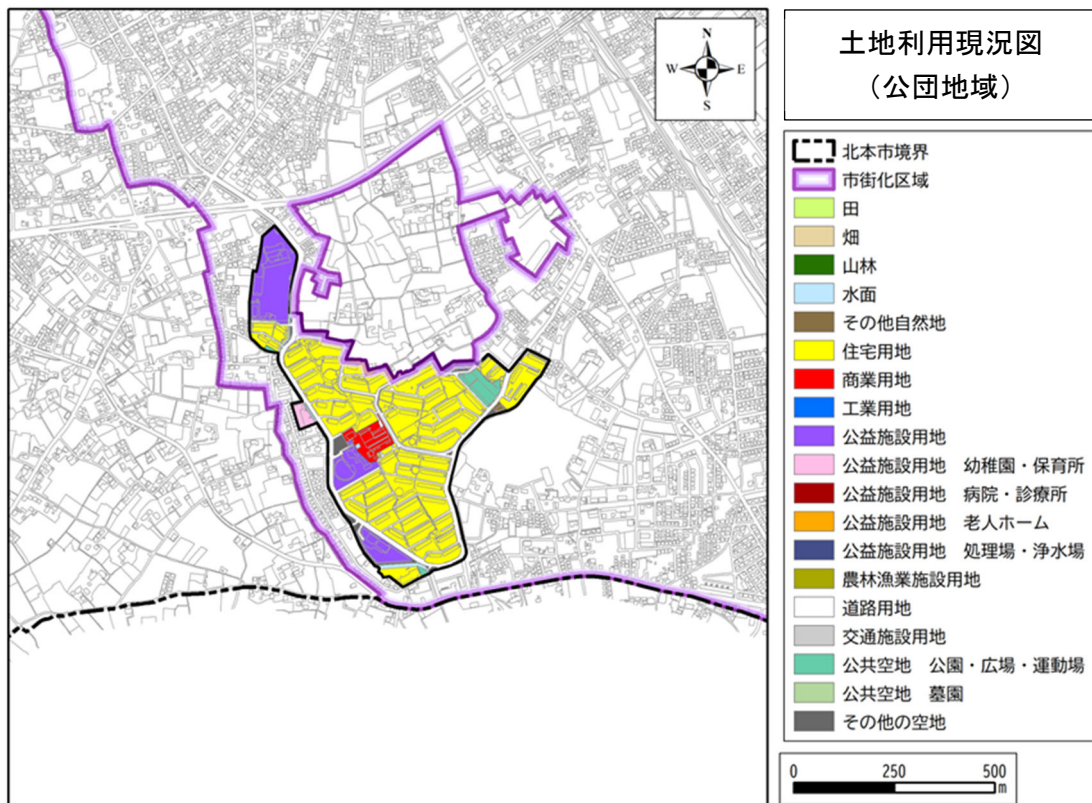 土地利用現況図
（公団地域）
N
W
E
S
北本市境界
市街化区域
田
畑
山林
水面
その他自然地
住宅用地
商業用地
工業用地
公益施設用地
公益施設用地　幼稚園・保育所
公益施設用地　病院・診療所
公益施設用地　老人ホーム
公益施設用地　処理場・浄水場
農林漁業施設用地
道路用地
交通施設用地
公共空地　公園・広場・運動場
公共空地　墓園
その他の空地
0 250 500
m